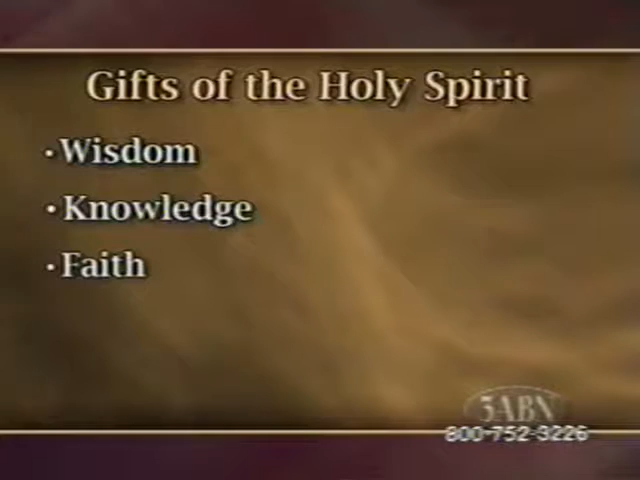 Gifts of the Holy Spirit
·Wisdom
·Knowledge
·Faith
3ABN
800-752-3226